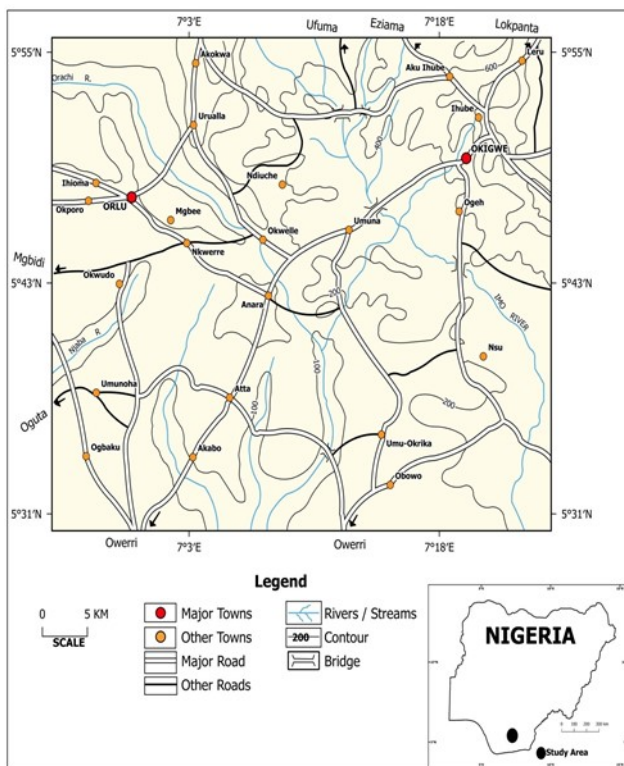 7°3'E
7°18'E
Ufuma
Eziama
Lokpanta
5°55'N
5°55'N
Akokwa
Leru
Aku Ihube
600
Orachi R.
Urualla
Ihube
400
OKIGWE
Ihioma
Ndiuche
ORLU
Okporo
Mgbee
Ogeh
Umuna
Okwelle
Nkwerre
Mgbidi
Okwudo
5°43'N
5°43'N
Anara
200
IMO RIVER
Njaba R.
Nsu
100
Umunoha
Atta
200
Oguta
100
Umu-Okrika
Ogbaku
Akabo
Obowo
5°31'N
5°31'N
Owerri
7°3'E
Owerri
7°18'E
Legend
0 5 KM
SCALE
Major Towns
Other Towns
Major Road
Other Roads
Rivers / Streams
200 Contour
Bridge
NIGERIA
Study Area